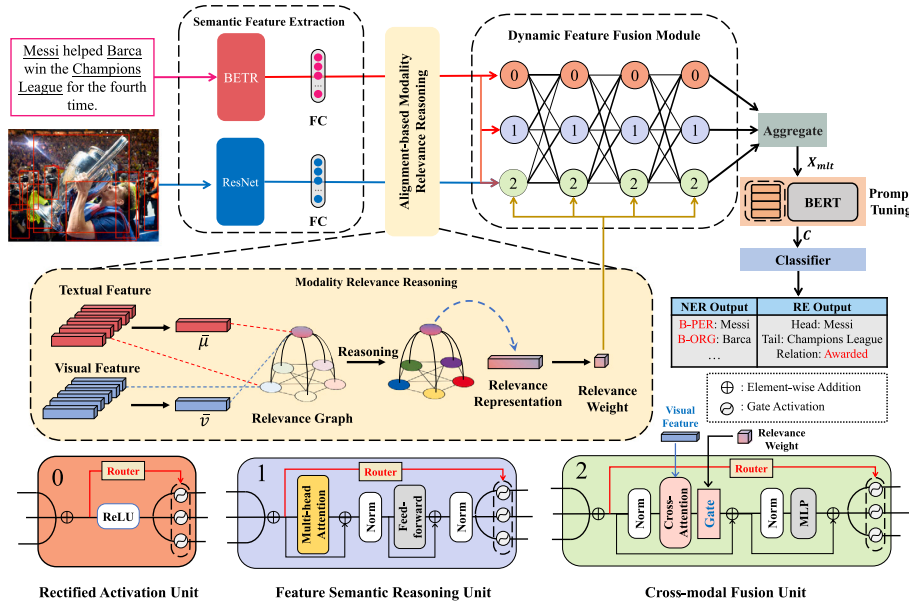 Semantic Feature Extraction
Messi helped Barca
win the Champions
League for the fourth
time.
BETR
FC
ResNet
FC
Alignment-based Modality
Relevance Reasoning
Dynamic Feature Fusion Module
0 0 0 0
1 1 1 1
2 2 2 2
Aggregate
X_mlt
BERT
Promp
Tuning
C
Classifier
NER Output RE Output
B-PER: Messi Head: Messi
B-ORG: Barca Tail: Champions League
... Relation: Awarded
Modality Relevance Reasoning
Textual Feature
μ̄
Visual Feature
v̄
Relevance Graph
Reasoning
Relevance
Representation
Relevance
Weight
: Element-wise Addition
: Gate Activation
Visual
Feature
Relevance
Weight
0
Router
ReLU
Rectified Activation Unit
1
Router
Multi-head
Attention
Norm
Feed-
forward
Norm
Feature Semantic Reasoning Unit
2
Router
Norm
Cross-
Attention
Gate
Norm
MLP
Cross-modal Fusion Unit